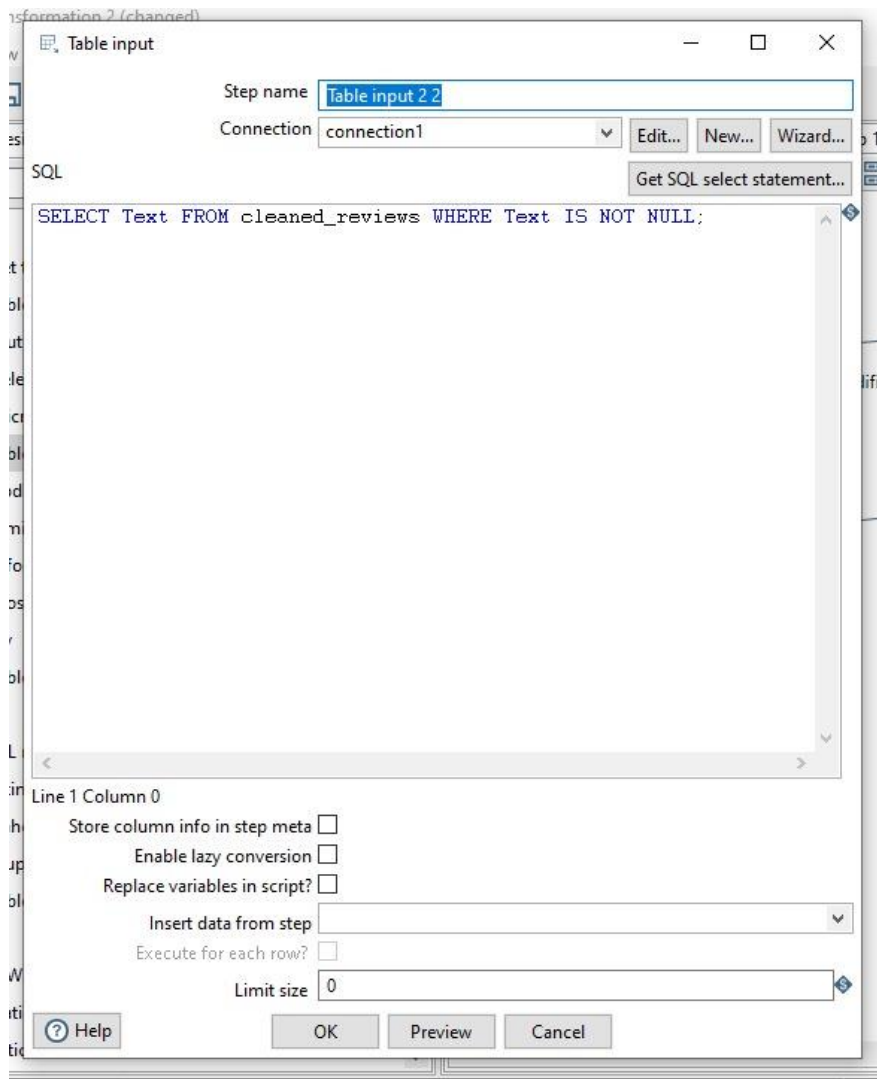 nsformation 2 (changed)
Table input
Step name Table input 2 2
Connection connection1 Edit... New... Wizard...
SQL
Get SQL select statement...
SELECT Text FROM cleaned_reviews WHERE Text IS NOT NULL;
Line 1 Column 0
Store column info in step meta
Enable lazy conversion
Replace variables in script?
Insert data from step
Execute for each row?
Limit size 0
Help OK Preview Cancel